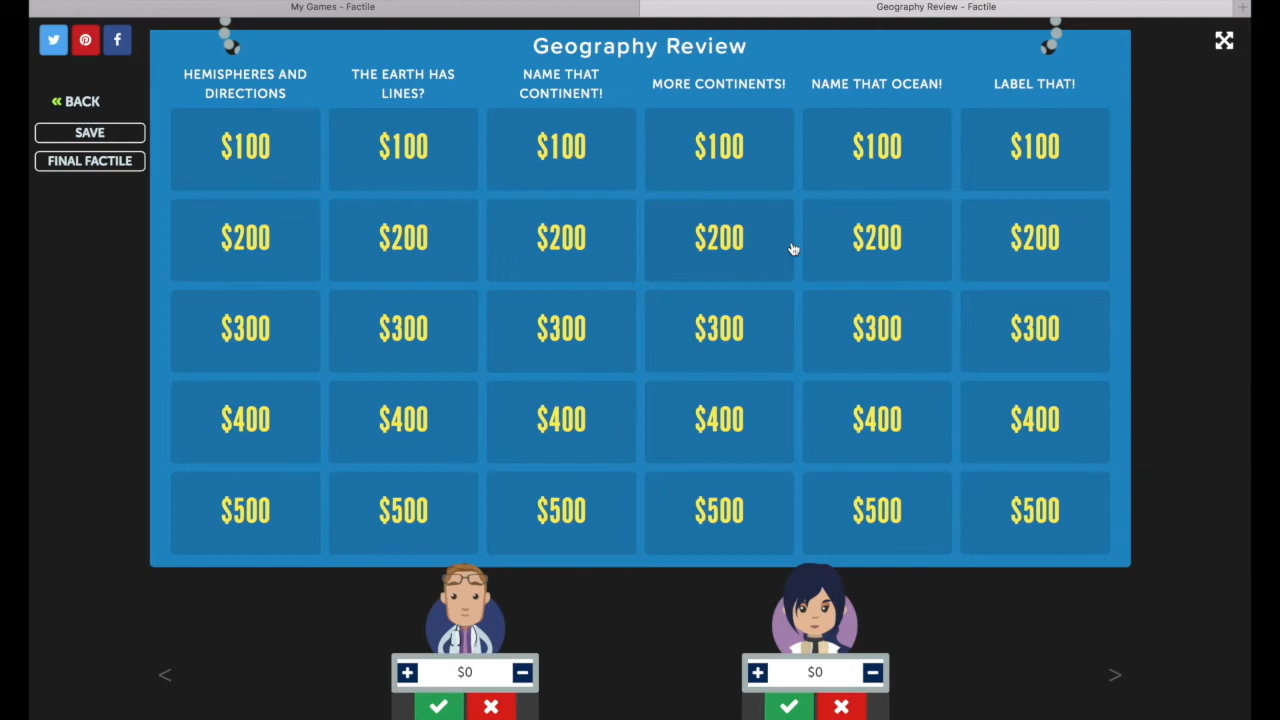 My Games - Factile
Geography Review - Factile
Geography Review
« BACK
SAVE
FINAL FACTILE
HEMISPHERES AND
DIRECTIONS
THE EARTH HAS
LINES?
NAME THAT
CONTINENT!
MORE CONTINENTS!
NAME THAT OCEAN!
LABEL THAT!
$100 $100 $100 $100 $100 $100
$200 $200 $200 $200 $200 $200
$300 $300 $300 $300 $300 $300
$400 $400 $400 $400 $400 $400
$500 $500 $500 $500 $500 $500
$0
$0